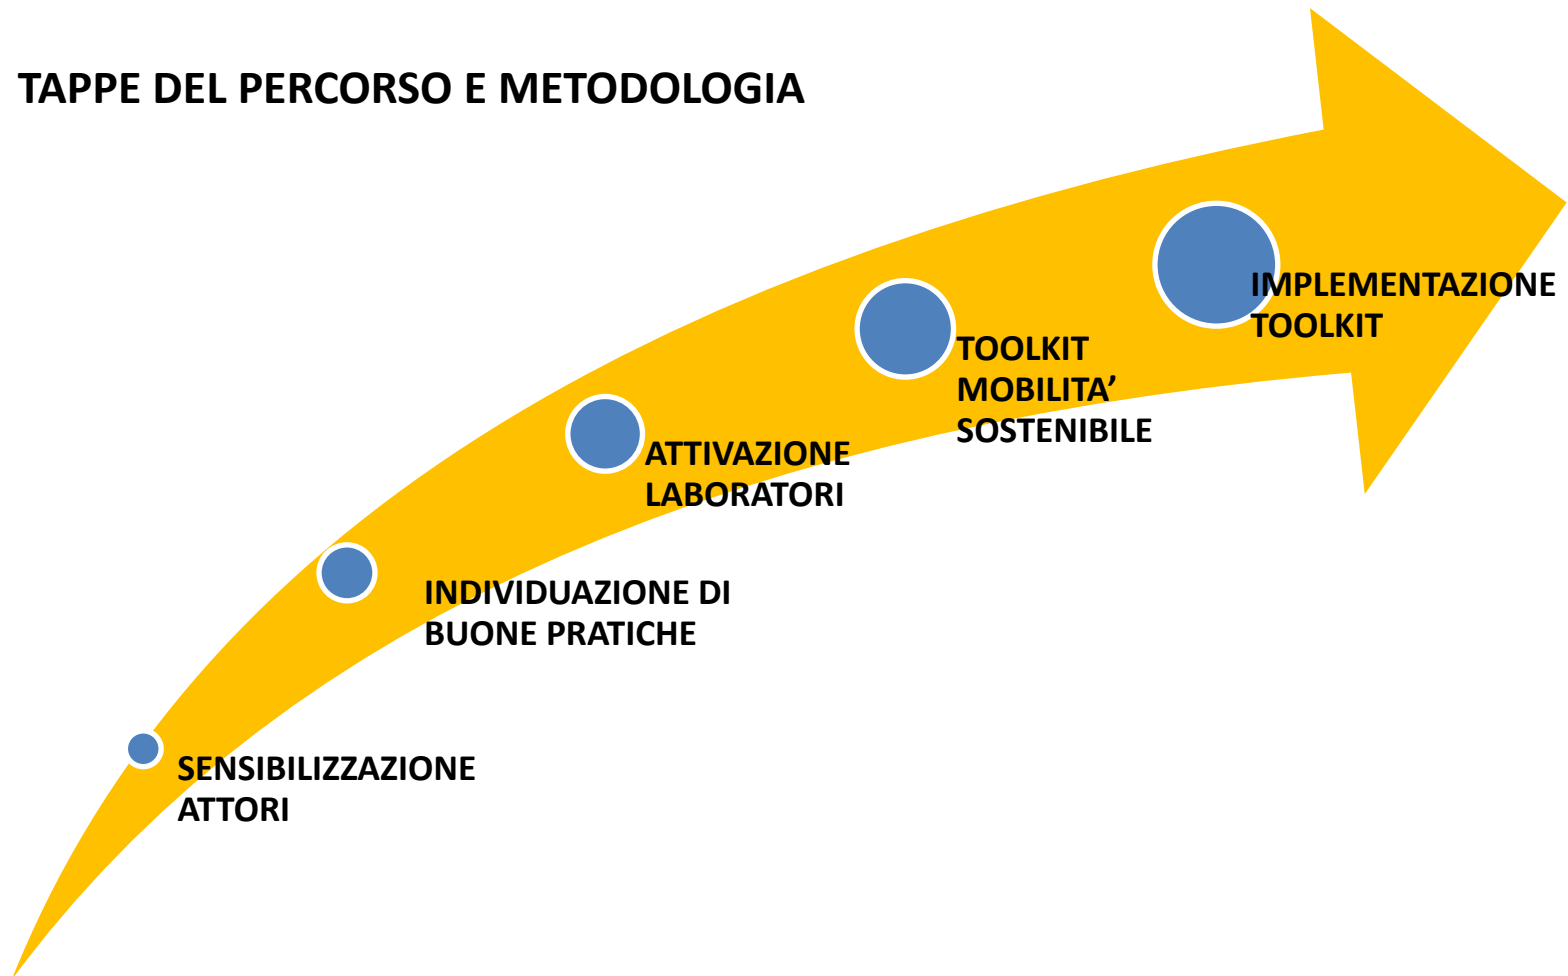 TAPPE DEL PERCORSO E METODOLOGIA
SENSIBILIZZAZIONE
ATTORI
INDIVIDUAZIONE DI
BUONE PRATICHE
ATTIVAZIONE
LABORATORI
TOOLKIT
MOBILITA’
SOSTENIBILE
IMPLEMENTAZIONE
TOOLKIT